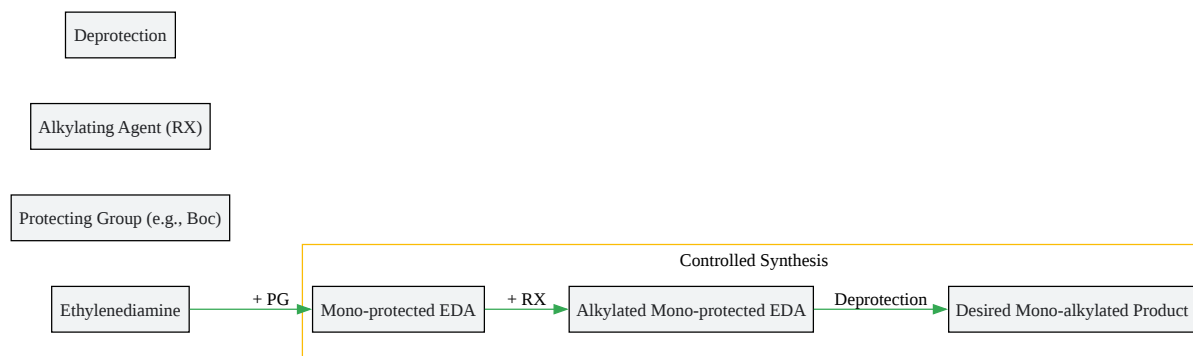 Deprotection
Alkylating Agent (RX)
Protecting Group (e.g., Boc)
Controlled Synthesis
Ethylenediamine
+ PG
Mono-protected EDA
+ RX
Alkylated Mono-protected EDA
Deprotection
Desired Mono-alkylated Product